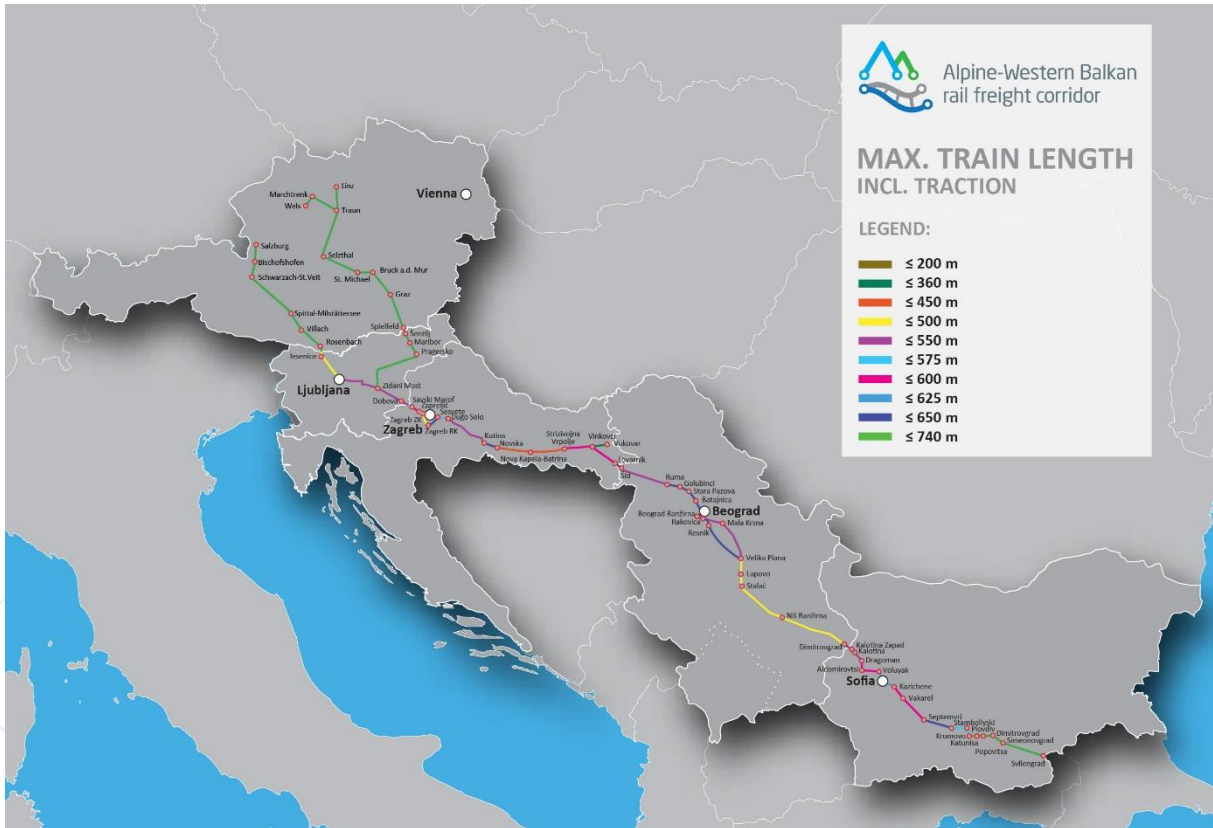 Alpine-Western Balkan
rail freight corridor
MAX. TRAIN LENGTH
INCL. TRACTION
LEGEND:
≤ 200 m
≤ 360 m
≤ 450 m
≤ 500 m
≤ 550 m
≤ 575 m
≤ 600 m
≤ 625 m
≤ 650 m
≤ 740 m
Linz
Marchtrenk
Wels
Traun
Vienna
Salzburg
Bischofshofen
Schwarzach-St.Veit
Selzthal
St. Michael
Bruck a.d. Mur
Graz
Spittal-Milstättersee
Villach
Rosenbach
Spielfeld
Šentilj
Maribor
Pragersko
Jesenice
Ljubljana
Zidani Most
Dobova
Savski Marof
Zaprešić
Sesvete
Dugo Selo
Zagreb ZK
Zagreb
Zagreb RK
Kutina
Novska
Nova Kapela-Batrina
Strizivojna
Vrpolje
Vinkovci
Vukovar
Tovarnik
Šid
Ruma
Golubinci
Stara Pazova
Batajnica
Beograd
Beograd Ranžirna
Rakovica
Resnik
Mala Krsna
Velika Plana
Lapovo
Stalać
Niš Ranžirna
Dimitrovgrad
Kalotina Zapad
Kalotina
Dragoman
Aldomirovtsi
Voluyak
Sofia
Kazichene
Vakarel
Septemvri
Stamboliyski
Plovdiv
Krumovo
Katunisa
Popovitsa
Dimitrovgrad
Simeonovgrad
Svilengrad